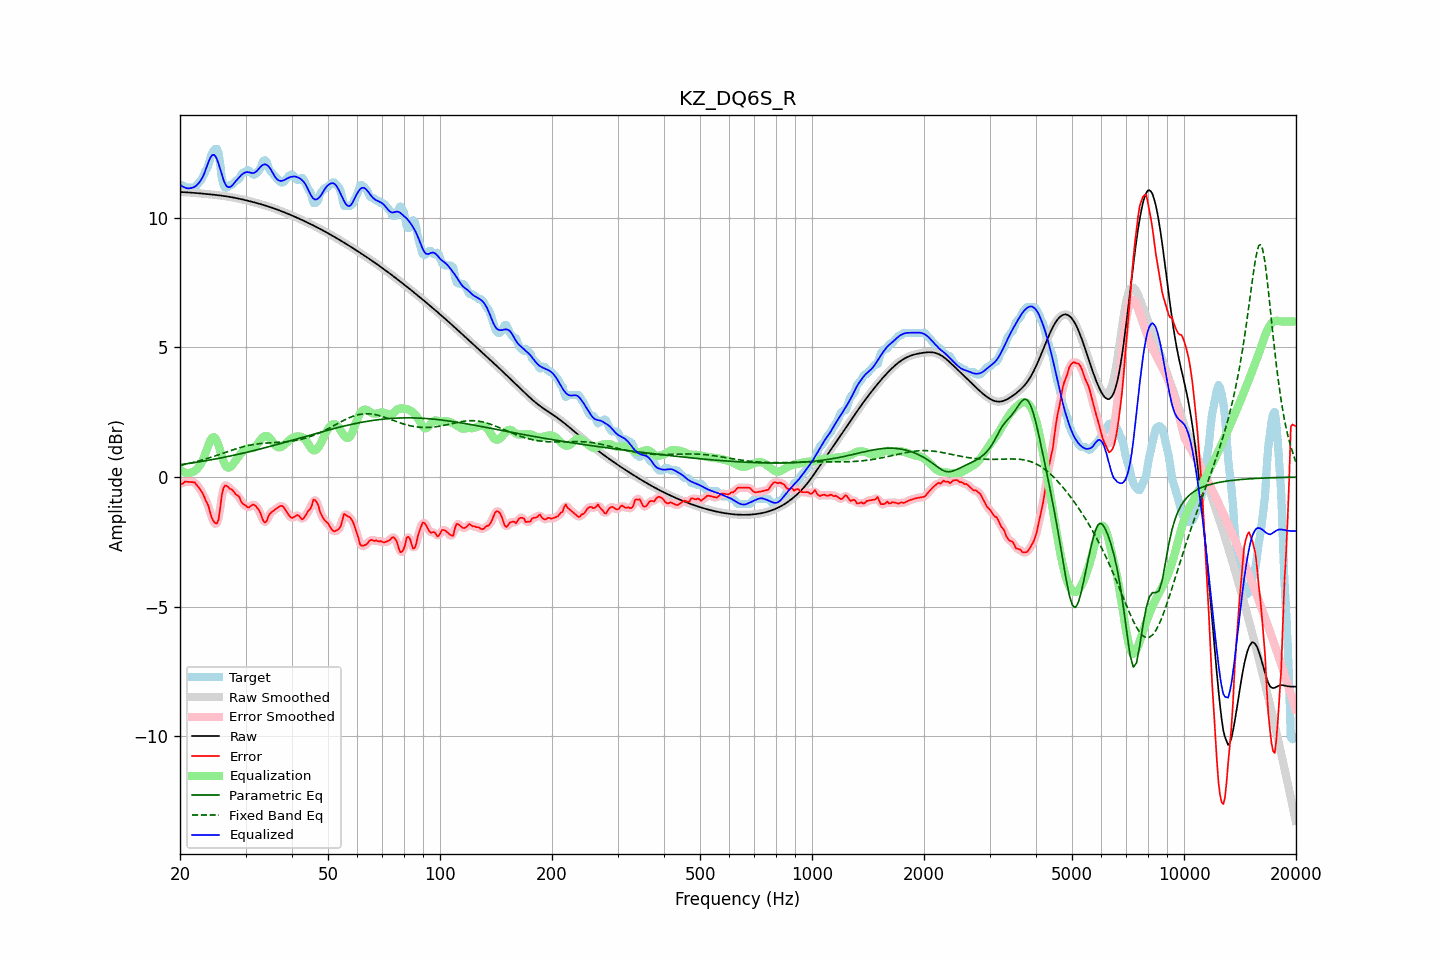 KZ_DQ6S_R
Amplitude (dBr)
10
5
0
−5
−10
Target
Raw Smoothed
Error Smoothed
Raw
Error
Equalization
Parametric Eq
Fixed Band Eq
Equalized
20 50 100 200 500 1000 2000 5000 10000 20000
Frequency (Hz)